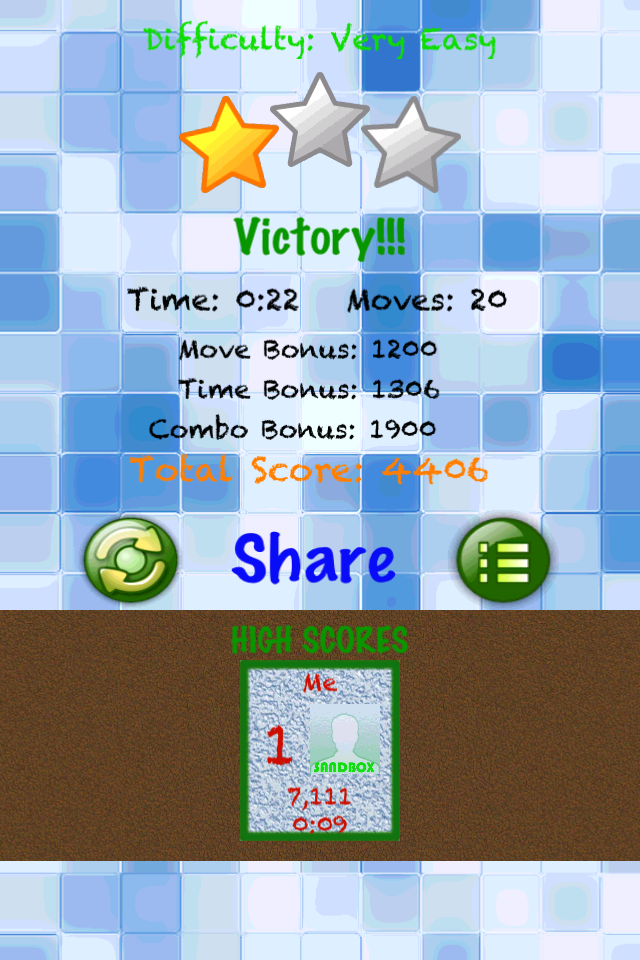 Difficulty: Very Easy
Victory!!!
Time: 0:22 Moves: 20
Move Bonus: 1200
Time Bonus: 1306
Combo Bonus: 1900
Total Score: 4406
Share
HIGH SCORES
Me
1
SANDBOX
7,111
0:09